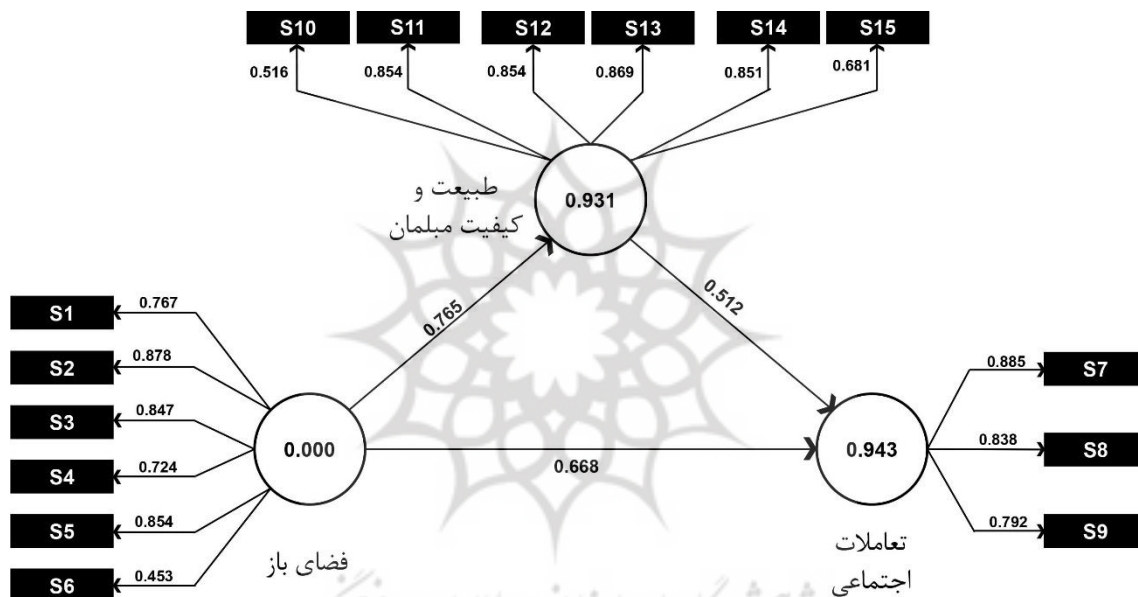 S10 S11 S12 S13 S14 S15
0.516 0.854 0.854 0.869 0.851 0.681
0.931
طبیعت و
کیفیت مبلمان
0.765
0.512
S1 0.767
S2 0.878
S3 0.847
S4 0.724
S5 0.854
S6 0.453
0.000
فضای باز
0.668
0.943
تعاملات
اجتماعی
0.885 S7
0.838 S8
0.792 S9